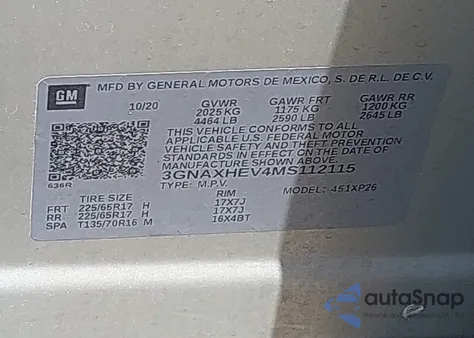 GM
MFD BY GENERAL MOTORS DE MEXICO, S. DE R.L. DE C.V.
10/20 GVWR GAWR FRT GAWR RR
2025 KG 1175 KG 1200 KG
4464 LB 2590 LB 2645 LB
THIS VEHICLE CONFORMS TO ALL
APPLICABLE U.S. FEDERAL MOTOR
VEHICLE SAFETY AND THEFT PREVENTION
STANDARDS IN EFFECT ON THE DATE OF
MANUFACTURE SHOWN ABOVE.
3GNAXHEV4MS112115
636R TYPE: M.P.V. MODEL: 451XP26
TIRE SIZE RIM
FRT 225/65R17 H 17X7J
RR 225/65R17 H 17X7J
SPA T135/70R16 M 16X4BT
autoSnap